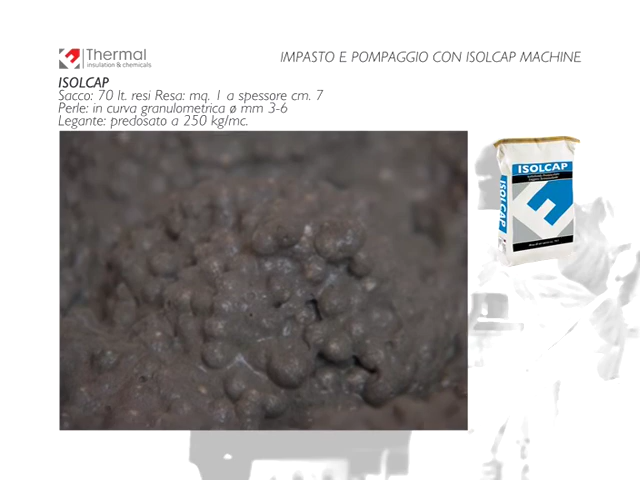 Thermal
insulation & chemicals
IMPASTO E POMPAGGIO CON ISOLCAP MACHINE
ISOLCAP
Sacco: 70 lt. resi Resa: mq. 1 a spessore cm. 7
Perle: in curva granulometrica ø mm 3-6
Legante: predosato a 250 kg/mc.
ISOLCAP
ISOLCAP